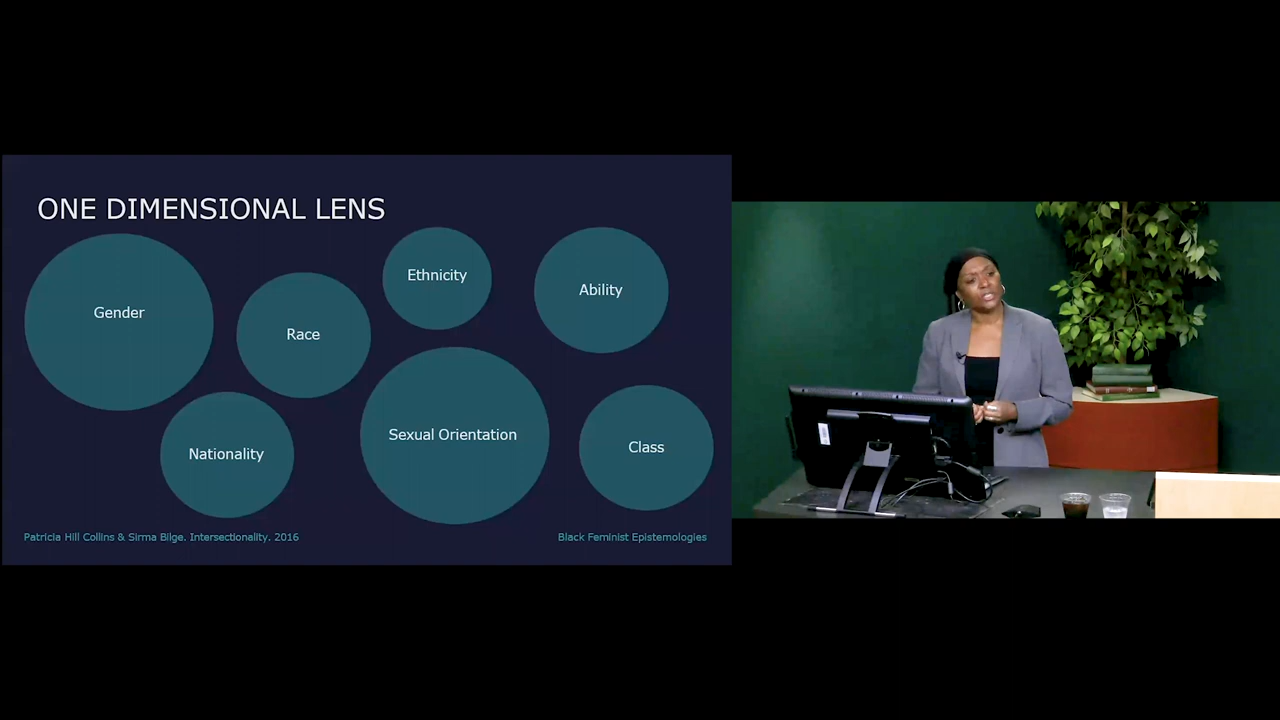 ONE DIMENSIONAL LENS
Gender
Race
Ethnicity
Ability
Nationality
Sexual Orientation
Class
Patricia Hill Collins & Sirma Bilge. Intersectionality. 2016
Black Feminist Epistemologies